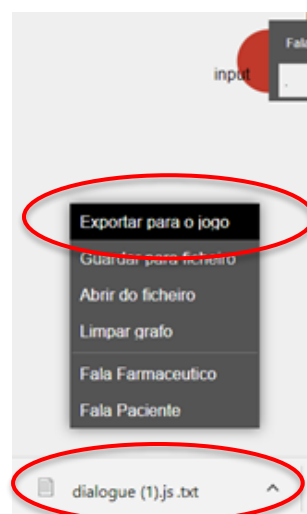 Fala
input
Exportar para o jogo
Guardar para ficheiro
Abrir do ficheiro
Limpar grafo
Fala Farmaceutico
Fala Paciente
dialogue (1).js .txt